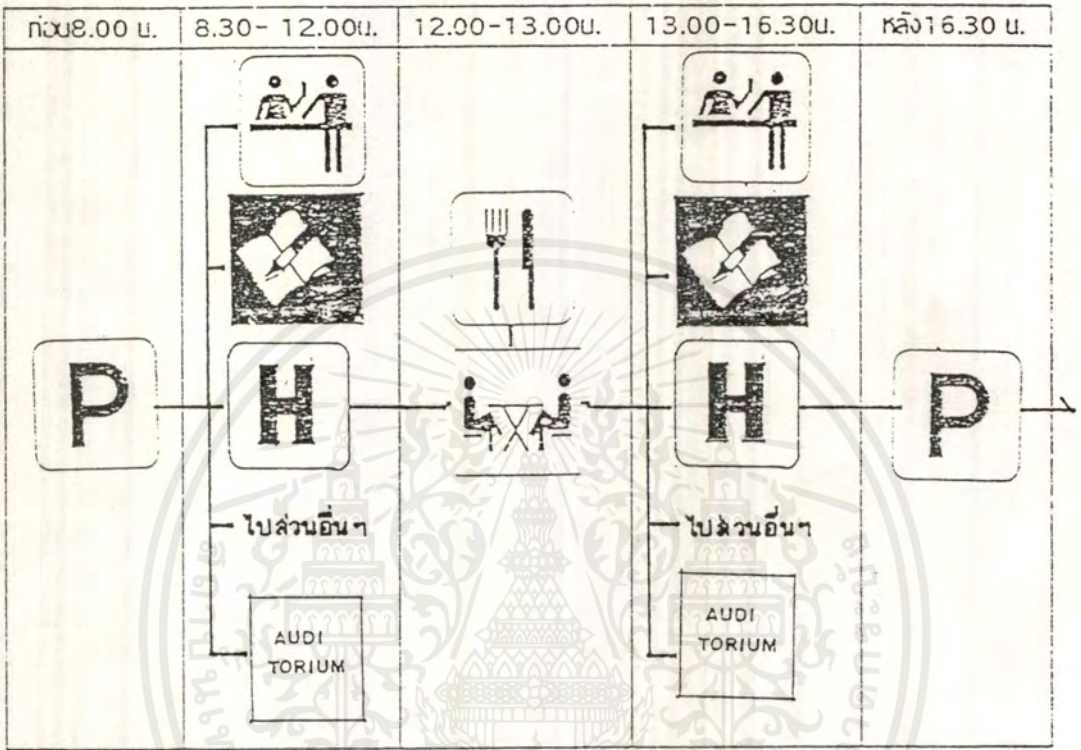 ก่อน8.00 น. 8.30- 12.00น. 12.00-13.00น. 13.00-16.30น. หลัง16.30 น.
P H H P
ไปส่วนอื่นๆ ไปส่วนอื่นๆ
AUDI AUDI
TORIUM TORIUM